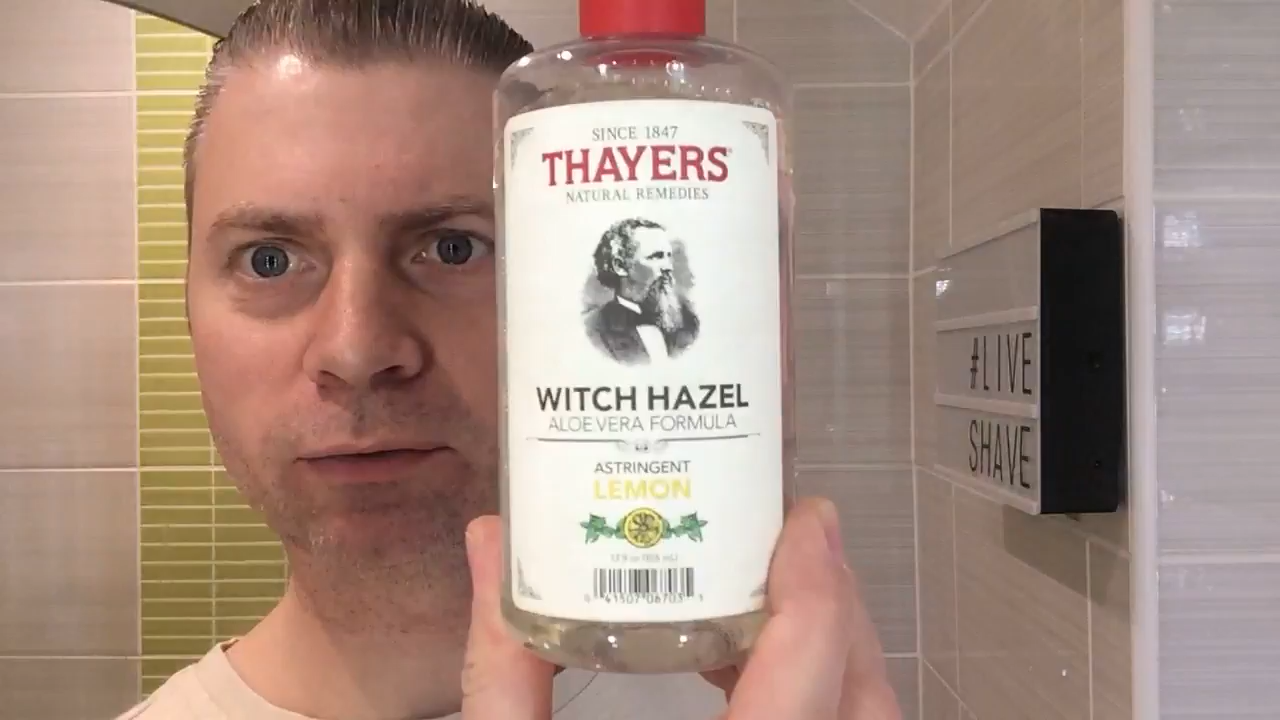 SINCE 1847
THAYERS®
NATURAL REMEDIES
WITCH HAZEL
ALOE VERA FORMULA
ASTRINGENT
LEMON
#LIVE
SHAVE